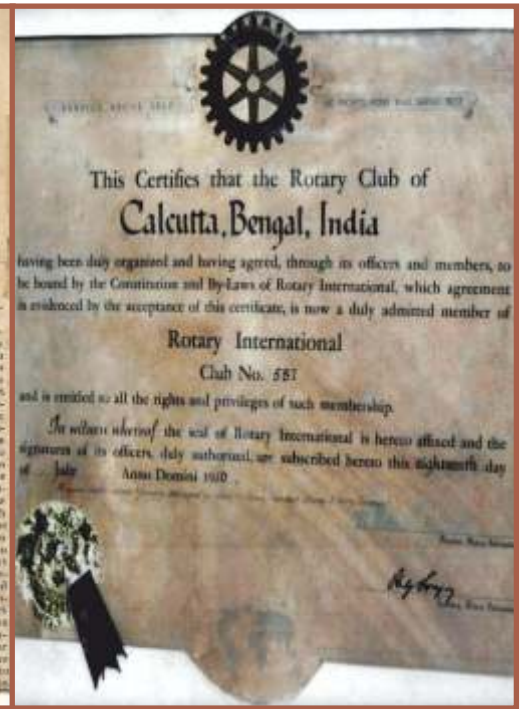 This Certifies that the Rotary Club of
Calcutta, Bengal, India
having been duly organized and having agreed, through its officers and members, to
be bound by the Constitution and By-Laws of Rotary International, which agreement
is evidenced by the acceptance of this certificate, is now a duly admitted member of
Rotary International
Club No. 557
and is entitled to all the rights and privileges of such membership.
In witness whereof the seal of Rotary International is hereto affixed and the
signatures of its officers, duly authorized, are subscribed hereto this eighteenth day
of July Anno Domini